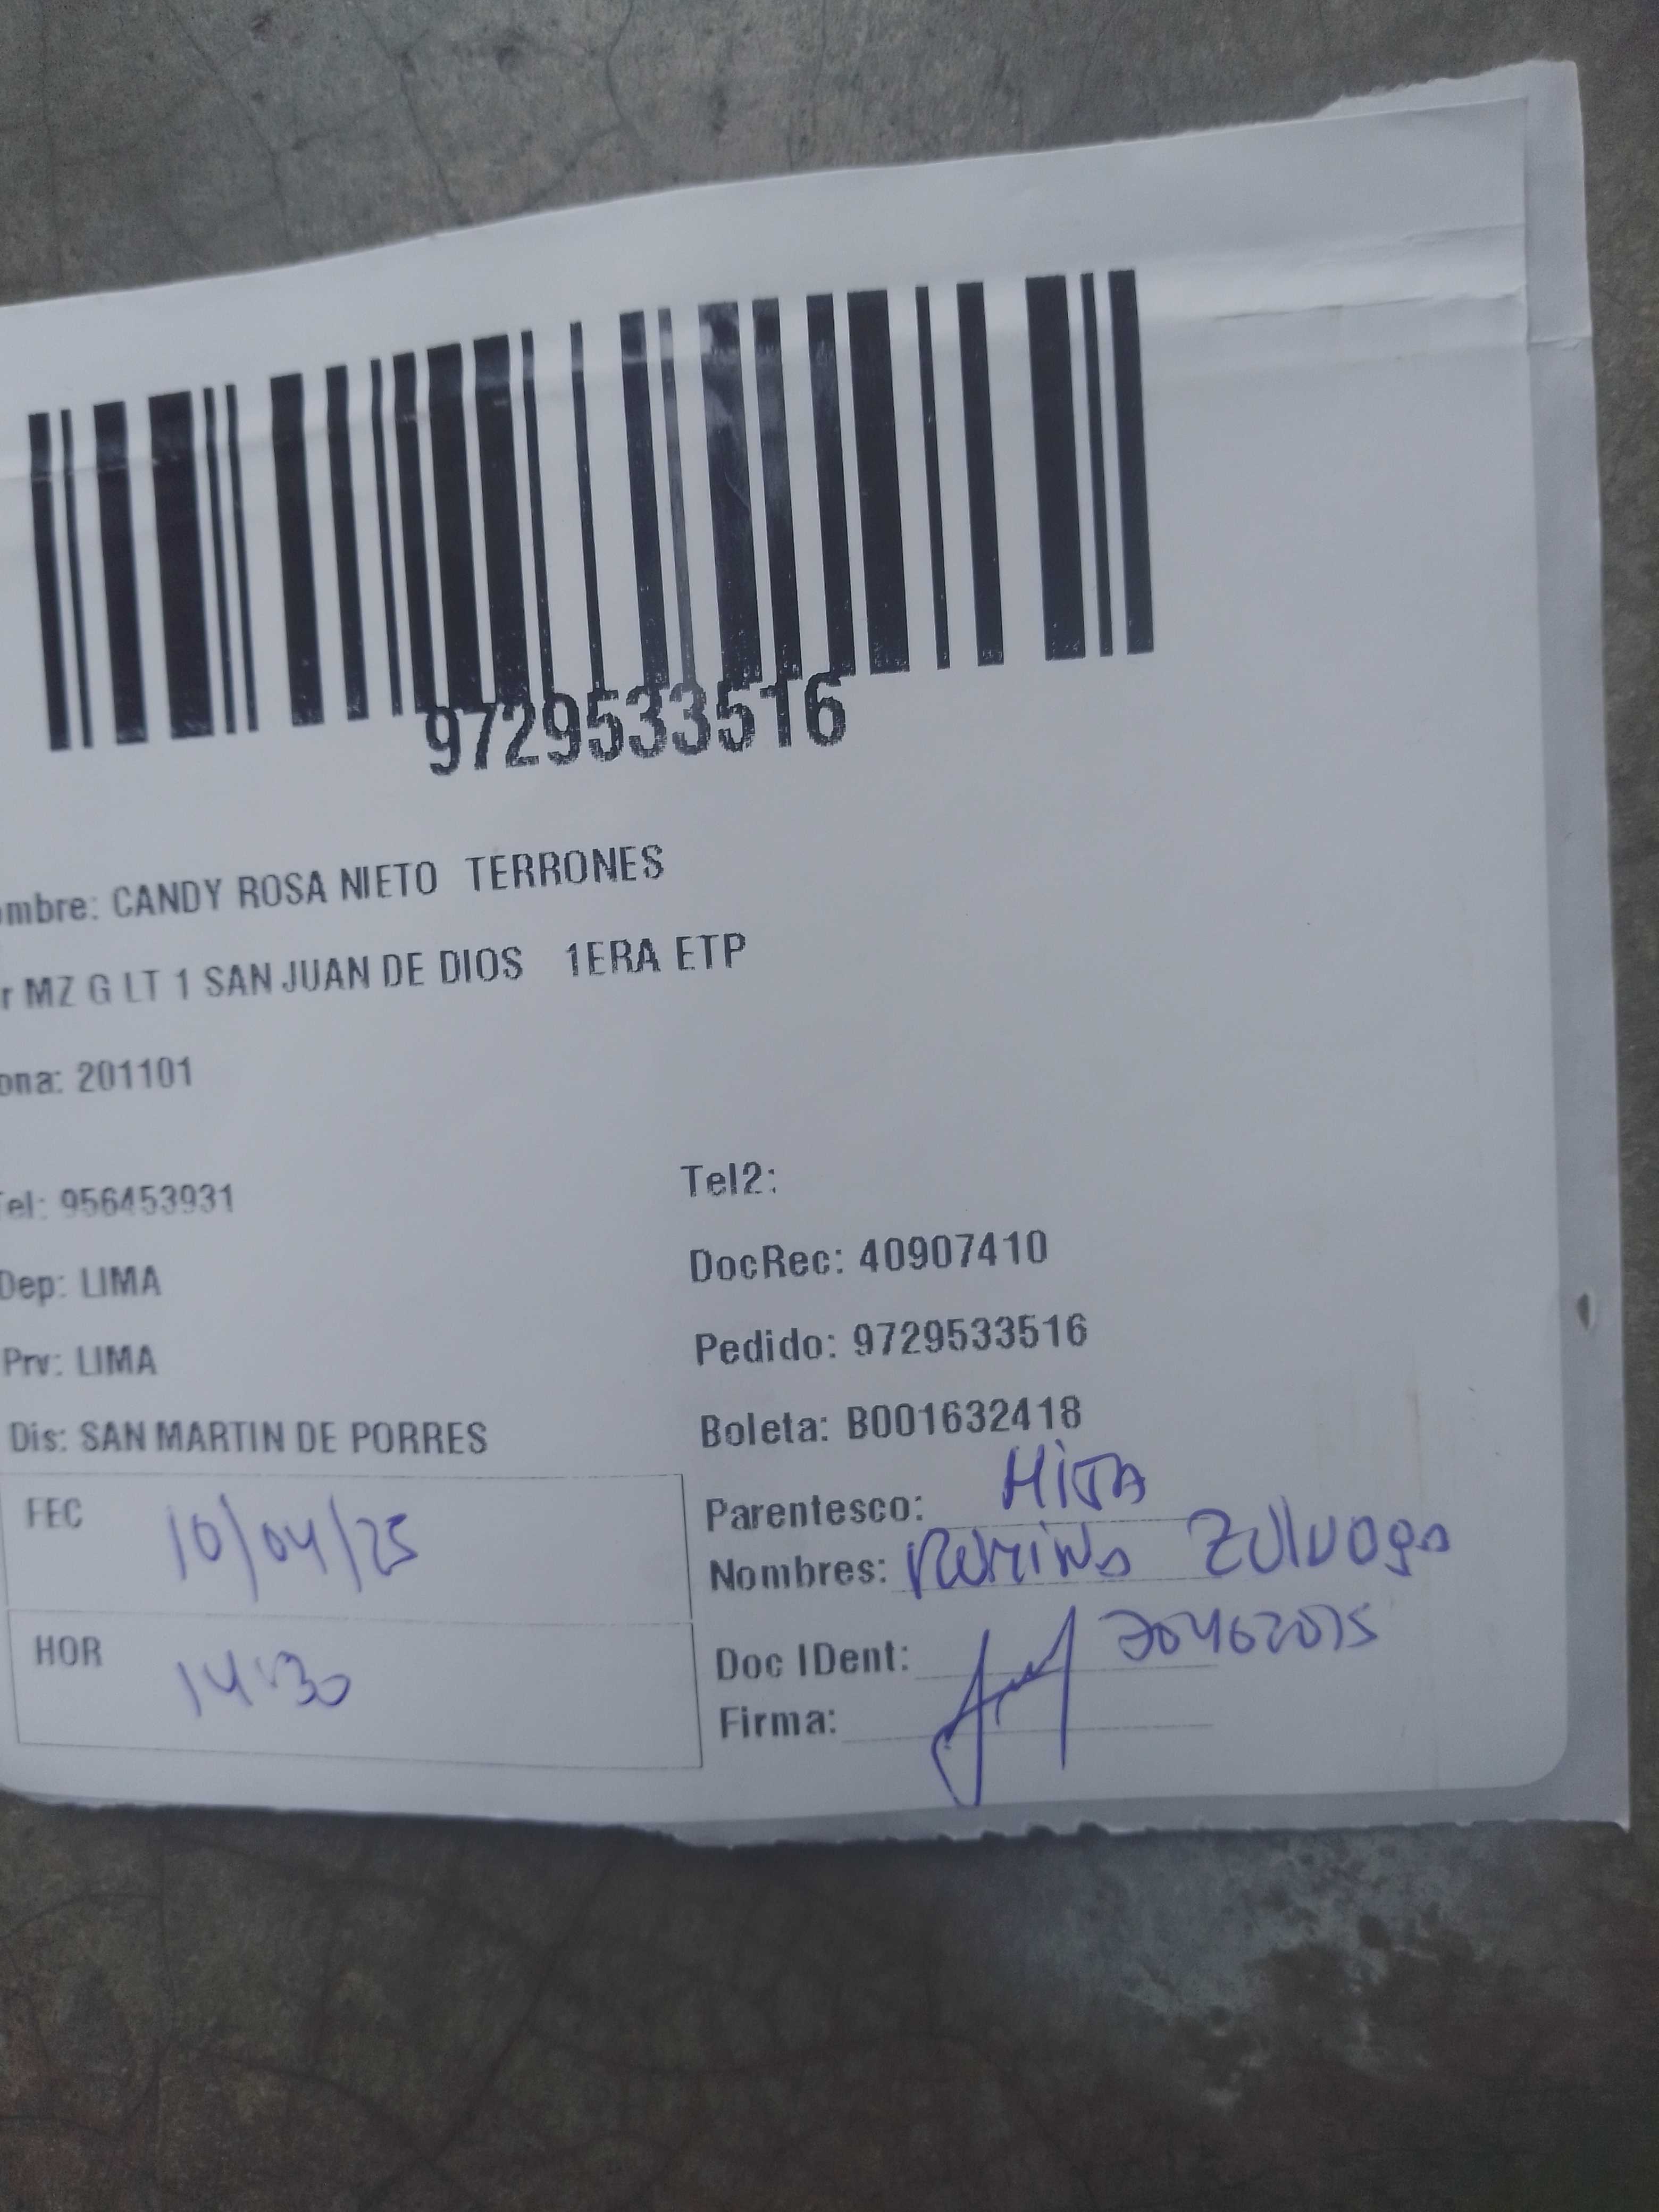 9729533516
ombre: CANDY ROSA NIETO TERRONES
r MZ G LT 1 SAN JUAN DE DIOS 1ERA ETP
ona: 201101
Tel: 956453931
Tel2:
Dep: LIMA
DocRec: 40907410
Prv: LIMA
Pedido: 9729533516
Dis: SAN MARTIN DE PORRES
Boleta: B001632418
FEC 10/04/25
Parentesco: HIJA
Nombres:
HOR 14:30
Doc IDent:
Firma: